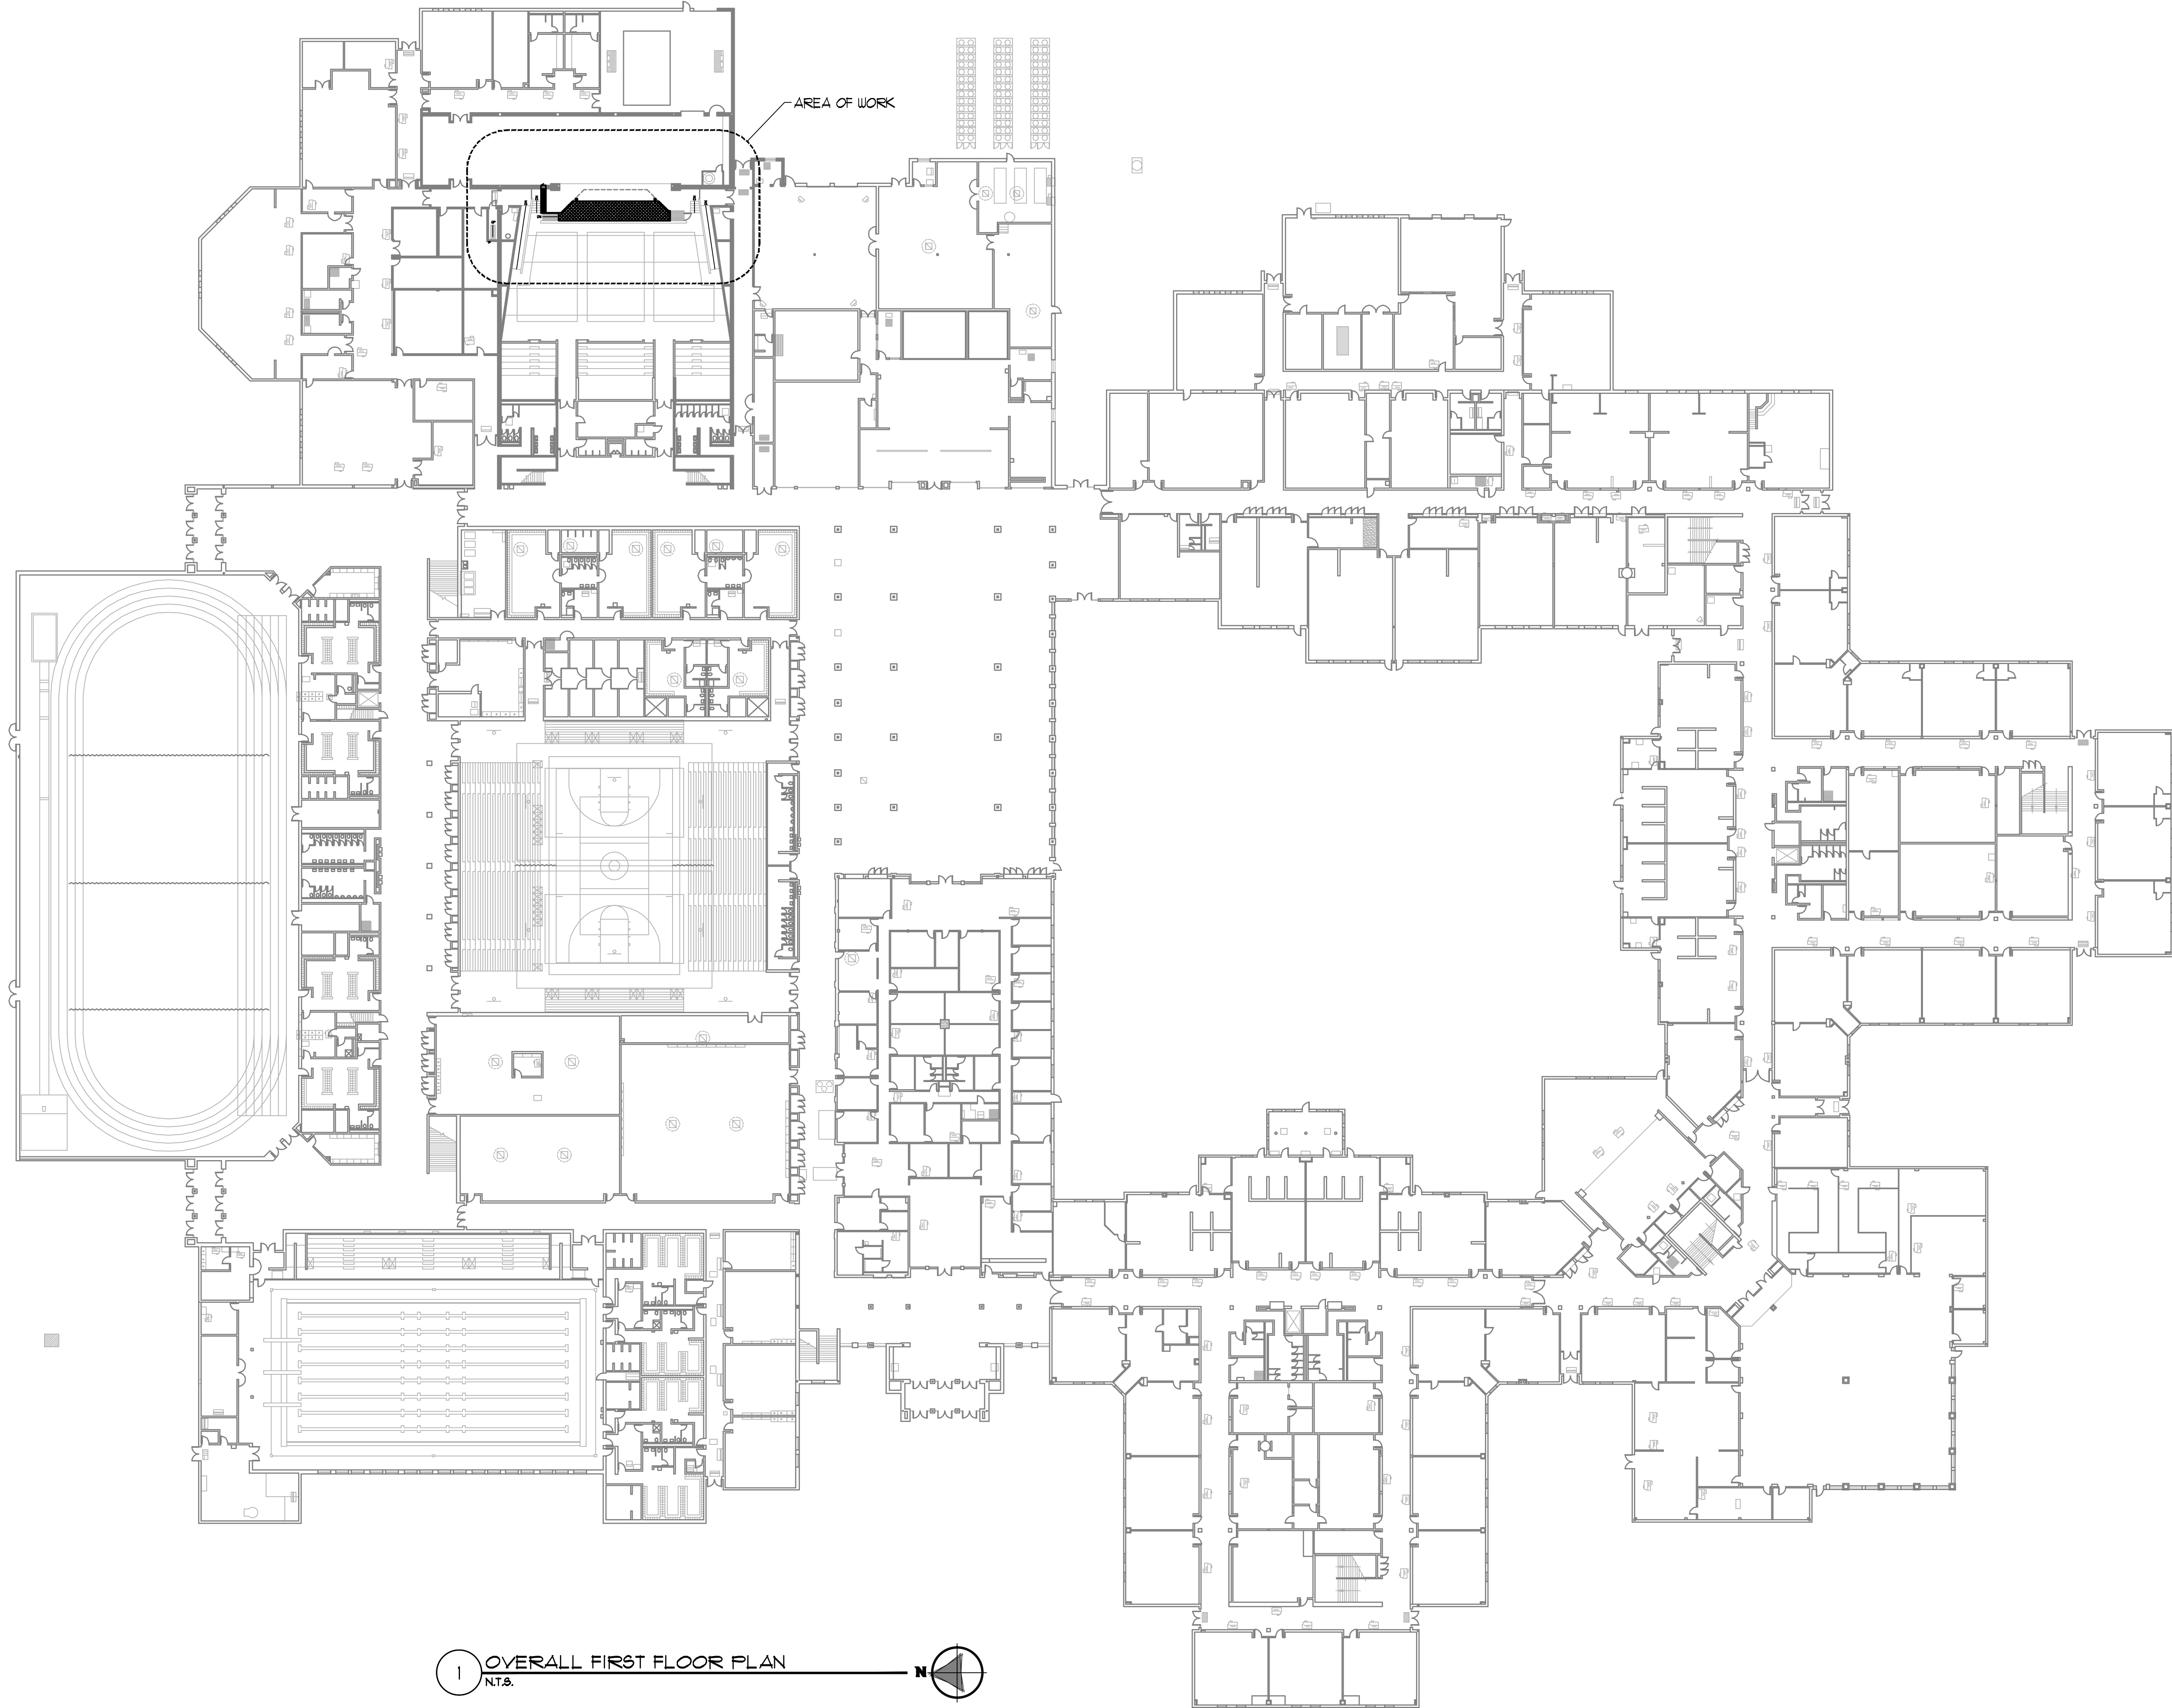 AREA OF WORK
1
OVERALL FIRST FLOOR PLAN
N.T.S.
N